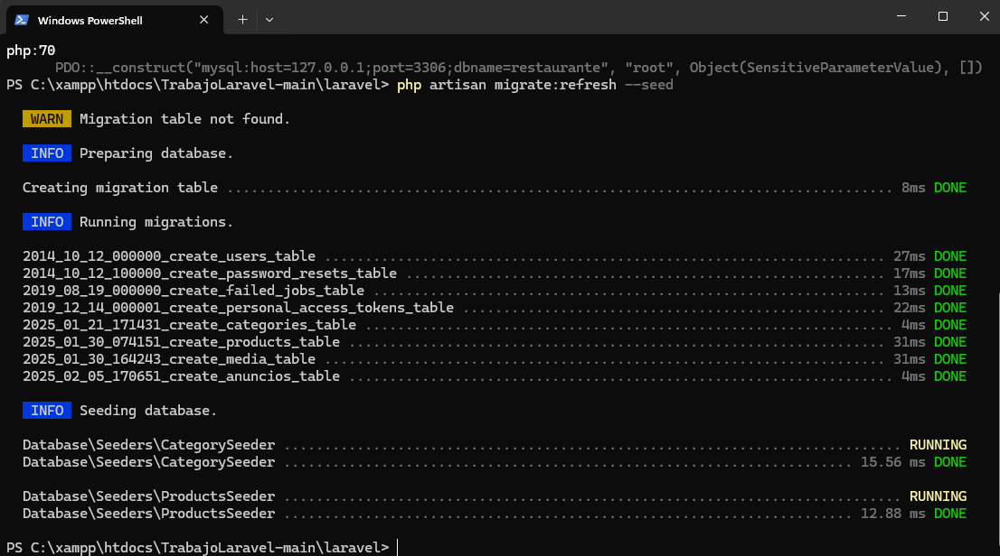 Windows PowerShell
php:70
PDO::__construct("mysql:host=127.0.0.1;port=3306;dbname=restaurante", "root", Object(SensitiveParameterValue), [])
PS C:\xampp\htdocs\TrabajoLaravel-main\laravel> php artisan migrate:refresh --seed
WARN Migration table not found.
INFO Preparing database.
Creating migration table .................................................................................. 8ms DONE
INFO Running migrations.
2014_10_12_000000_create_users_table ..................................................................... 27ms DONE
2014_10_12_100000_create_password_resets_table ........................................................... 17ms DONE
2019_08_19_000000_create_failed_jobs_table ............................................................... 13ms DONE
2019_12_14_000001_create_personal_access_tokens_table .................................................... 22ms DONE
2025_01_21_171431_create_categories_table ................................................................. 4ms DONE
2025_01_30_074151_create_products_table .................................................................. 31ms DONE
2025_01_30_164243_create_media_table ..................................................................... 31ms DONE
2025_02_05_170651_create_anuncios_table ................................................................... 4ms DONE
INFO Seeding database.
Database\Seeders\CategorySeeder ............................................................................ RUNNING
Database\Seeders\CategorySeeder ...................................................................... 15.56 ms DONE
Database\Seeders\ProductsSeeder ............................................................................ RUNNING
Database\Seeders\ProductsSeeder ...................................................................... 12.88 ms DONE
PS C:\xampp\htdocs\TrabajoLaravel-main\laravel>